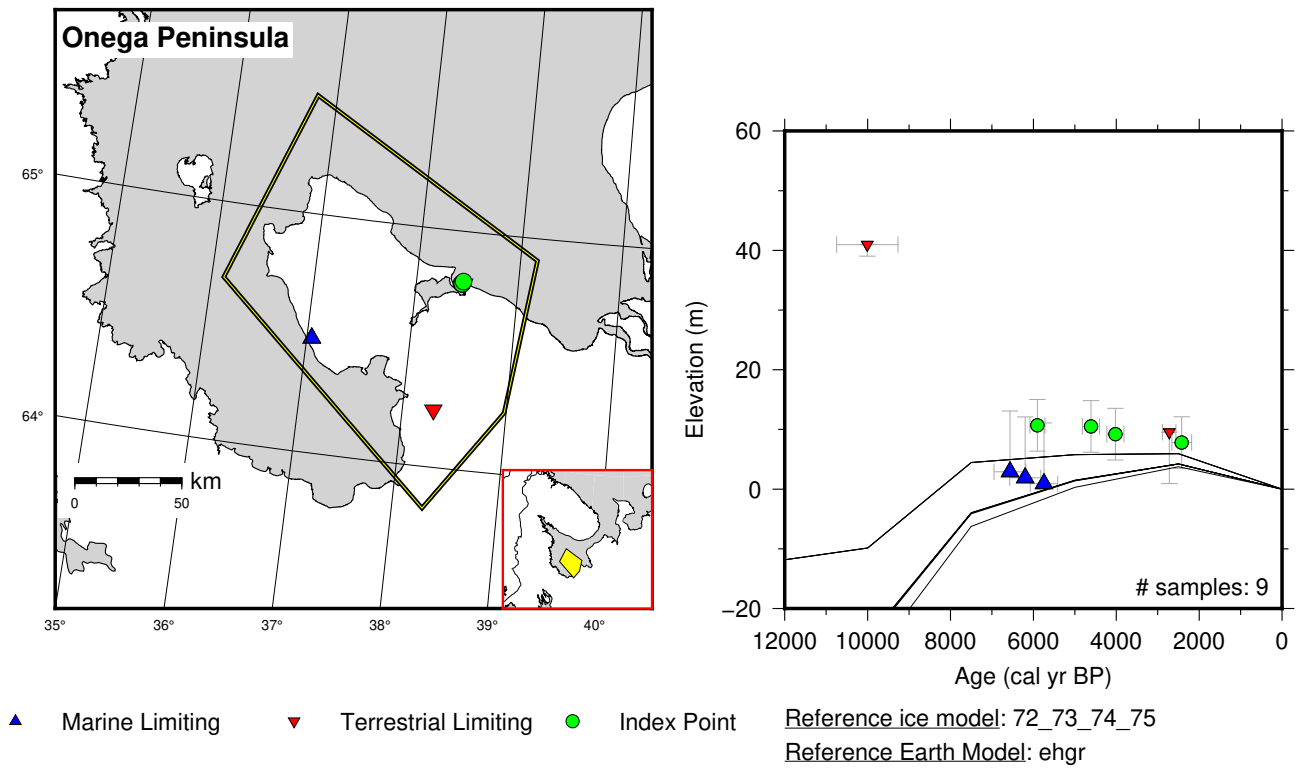 Onega Peninsula
65°
64°
km
0 50
35° 36° 37° 38° 39° 40°
60
40
20
0
−20
Elevation (m)
# samples: 9
12000 10000 8000 6000 4000 2000 0
Age (cal yr BP)
Marine Limiting Terrestrial Limiting Index Point
Reference ice model: 72_73_74_75
Reference Earth Model: ehgr